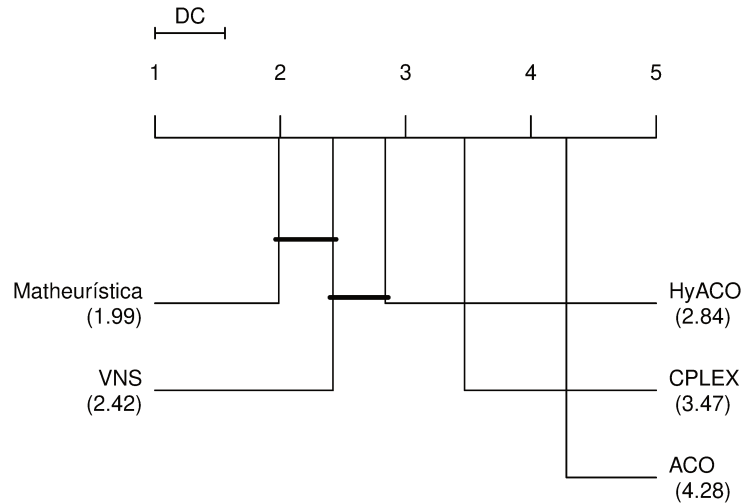 DC
1 2 3 4 5
Matheurística
(1.99)
HyACO
(2.84)
VNS
(2.42)
CPLEX
(3.47)
ACO
(4.28)